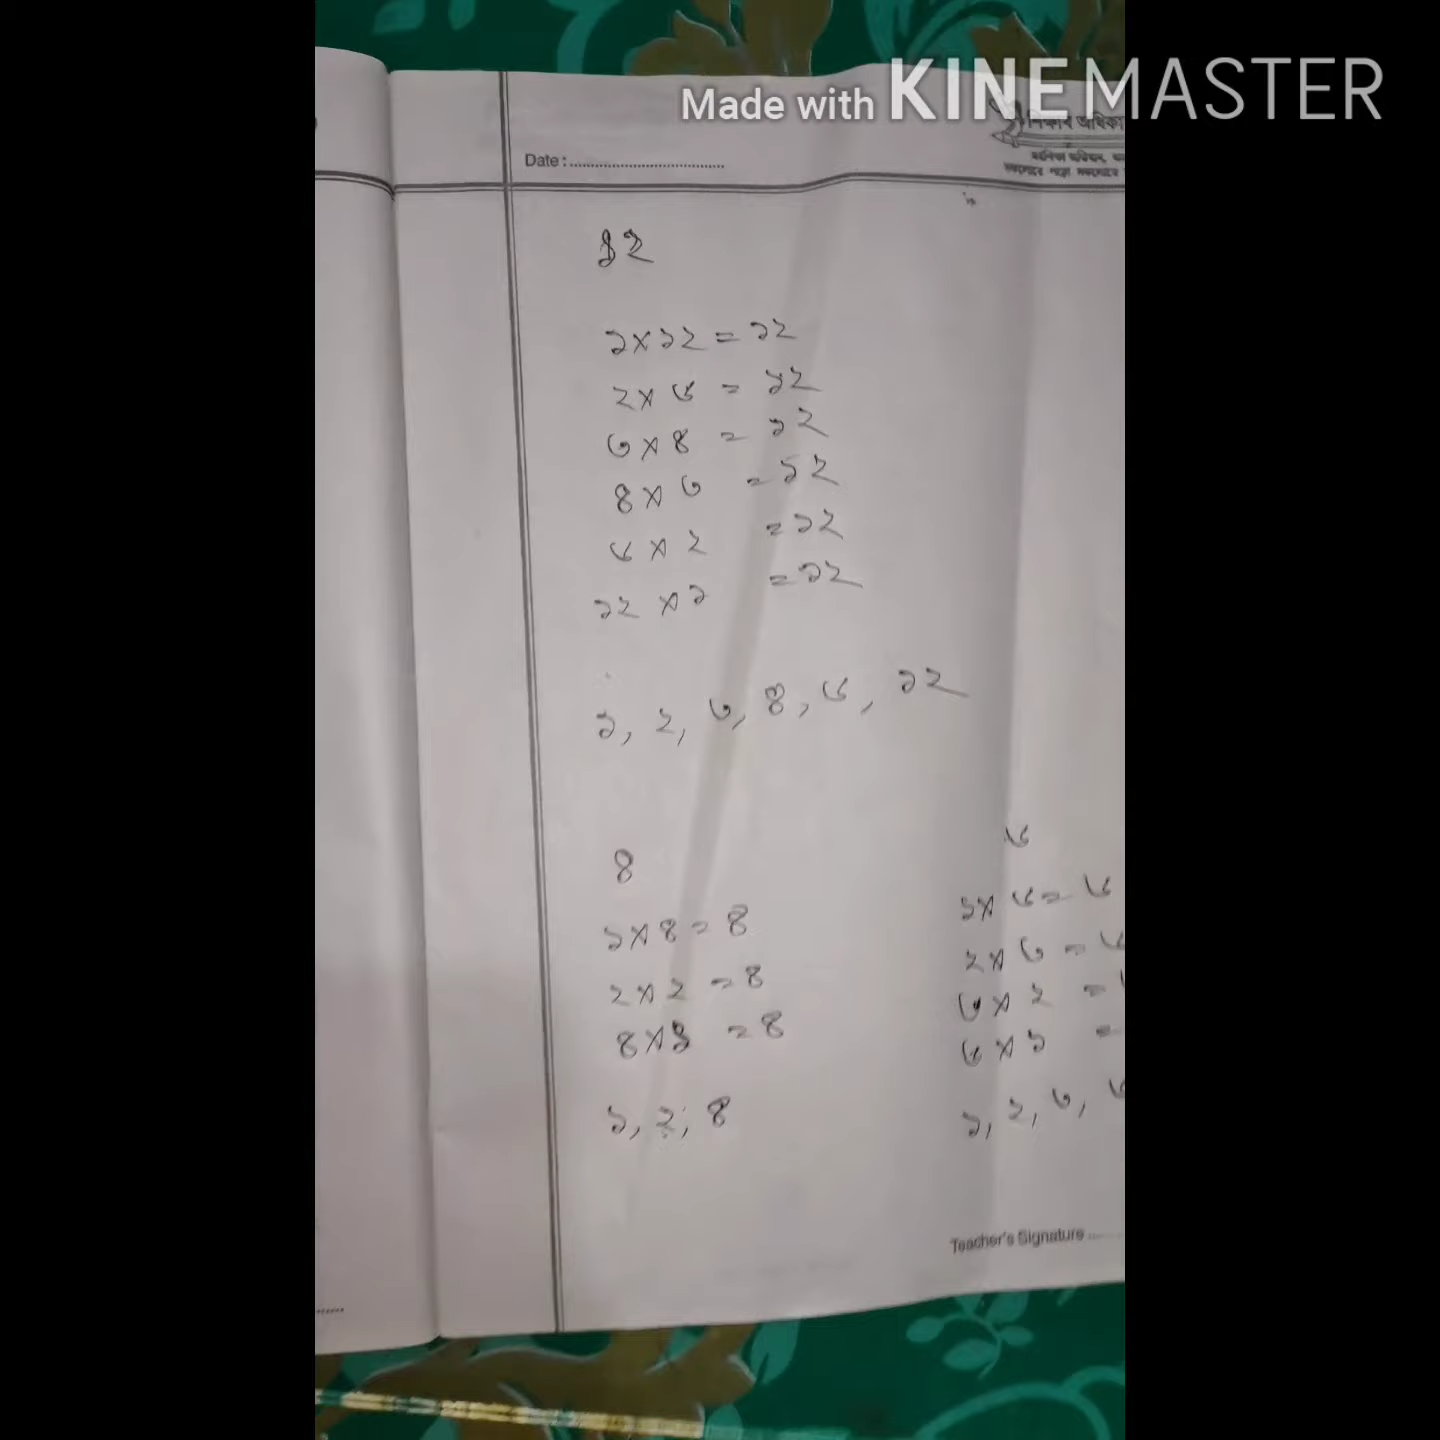 Made with KINEMASTER
শিক্ষার অধিকা
Date :
১২
১×১২ = ১২
২×৬ = ১২
৩×৪ = ১২
৪×৩ = ১২
৬×২ = ১২
১২×১ = ১২
১, ২, ৩, ৪, ৬, ১২
৪
১×৪ = ৪
২×২ = ৪
৪×১ = ৪
১, ২, ৪
৬
১×৬ = ৬
২×৩ = ৬
৩×২ =
৬×১ =
১, ২, ৩, ৬
Teacher's Signature